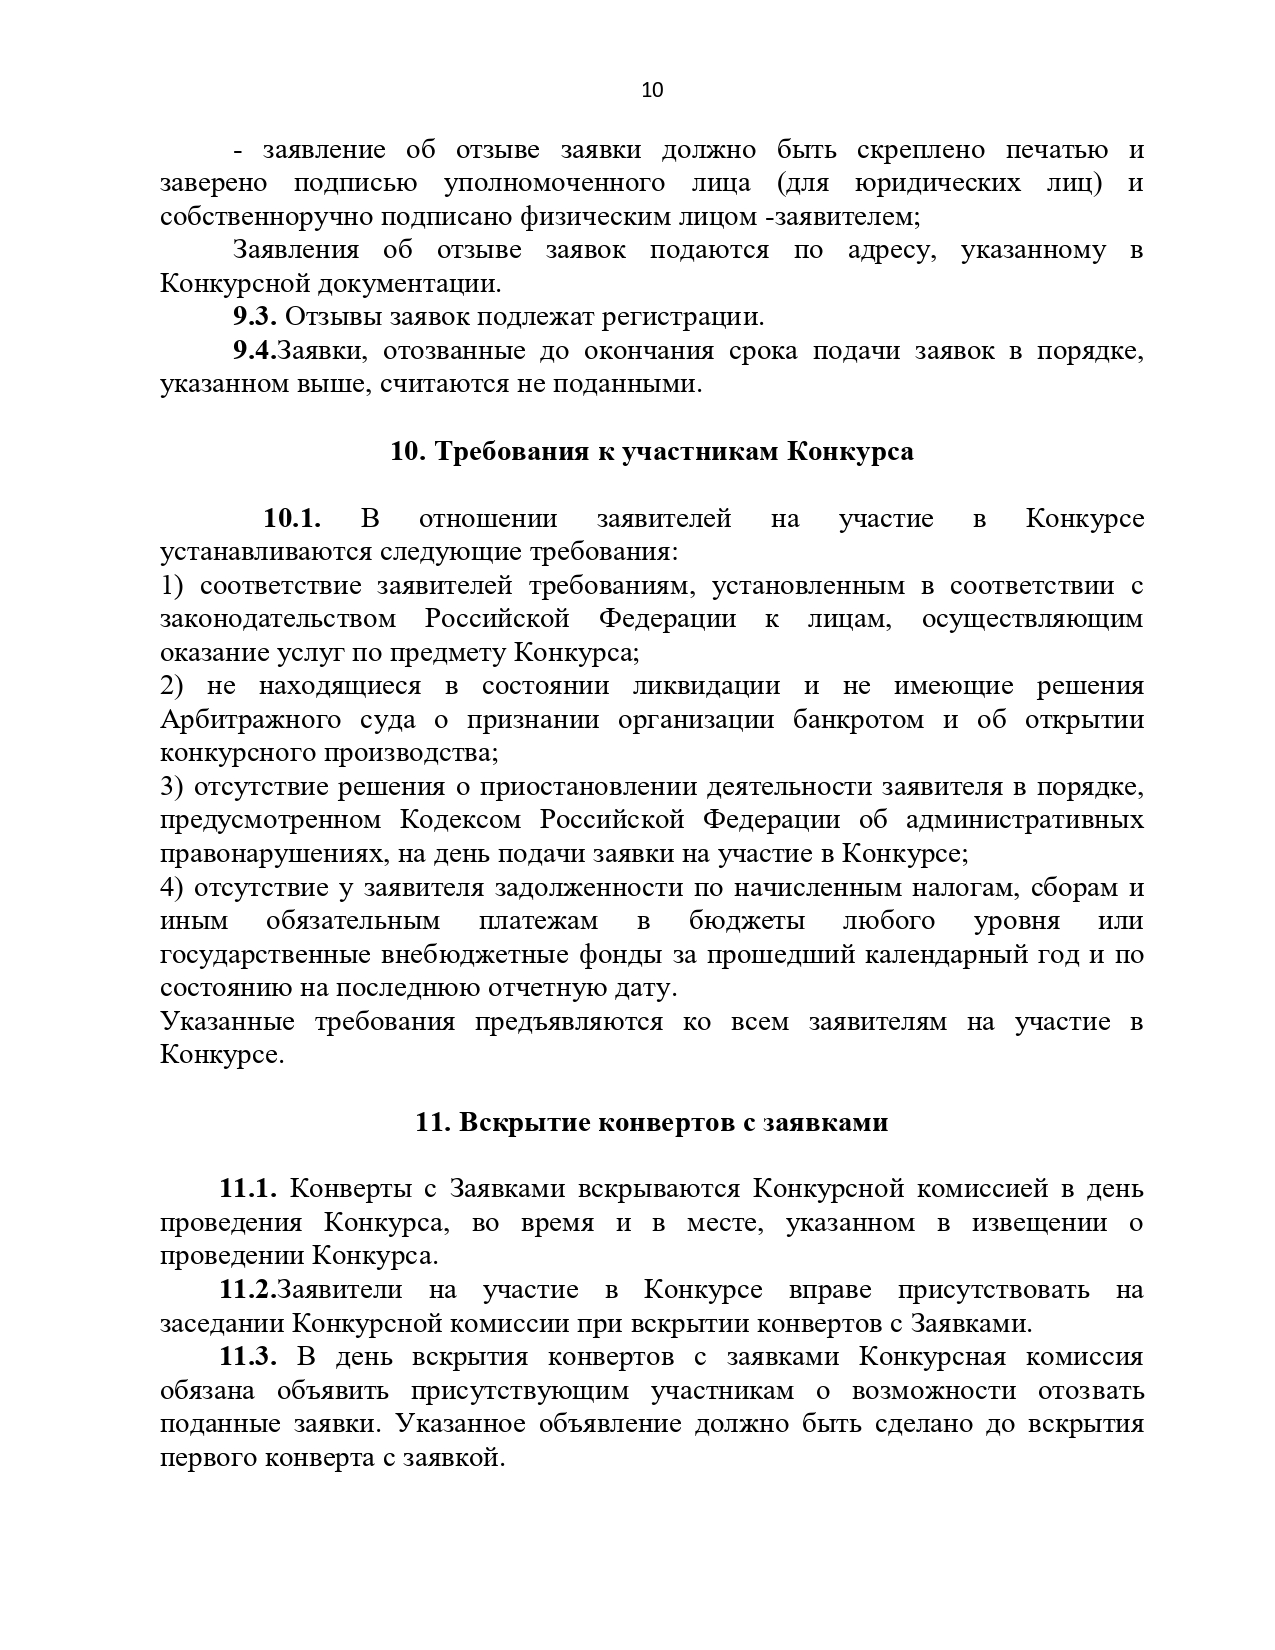 10
- заявление об отзыве заявки должно быть скреплено печатью и
заверено подписью уполномоченного лица (для юридических лиц) и
собственноручно подписано физическим лицом -заявителем;
Заявления об отзыве заявок подаются по адресу, указанному в
Конкурсной документации.
9.3. Отзывы заявок подлежат регистрации.
9.4.Заявки, отозванные до окончания срока подачи заявок в порядке,
указанном выше, считаются не поданными.
10. Требования к участникам Конкурса
10.1. В отношении заявителей на участие в Конкурсе
устанавливаются следующие требования:
1) соответствие заявителей требованиям, установленным в соответствии с
законодательством Российской Федерации к лицам, осуществляющим
оказание услуг по предмету Конкурса;
2) не находящиеся в состоянии ликвидации и не имеющие решения
Арбитражного суда о признании организации банкротом и об открытии
конкурсного производства;
3) отсутствие решения о приостановлении деятельности заявителя в порядке,
предусмотренном Кодексом Российской Федерации об административных
правонарушениях, на день подачи заявки на участие в Конкурсе;
4) отсутствие у заявителя задолженности по начисленным налогам, сборам и
иным обязательным платежам в бюджеты любого уровня или
государственные внебюджетные фонды за прошедший календарный год и по
состоянию на последнюю отчетную дату.
Указанные требования предъявляются ко всем заявителям на участие в
Конкурсе.
11. Вскрытие конвертов с заявками
11.1. Конверты с Заявками вскрываются Конкурсной комиссией в день
проведения Конкурса, во время и в месте, указанном в извещении о
проведении Конкурса.
11.2.Заявители на участие в Конкурсе вправе присутствовать на
заседании Конкурсной комиссии при вскрытии конвертов с Заявками.
11.3. В день вскрытия конвертов с заявками Конкурсная комиссия
обязана объявить присутствующим участникам о возможности отозвать
поданные заявки. Указанное объявление должно быть сделано до вскрытия
первого конверта с заявкой.